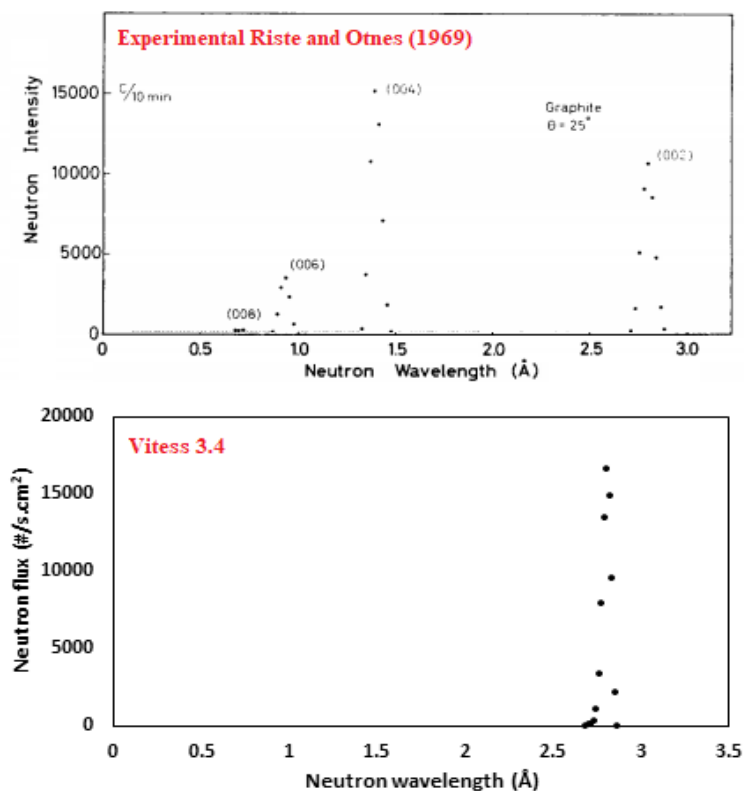 Experimental Riste and Otnes (1969)
15000
C/10 min
(004)
Graphite
θ = 25°
(002)
10000
Neutron Intensity
5000
(006)
(008)
0
0 0.5 1.0 1.5 2.0 2.5 3.0
Neutron Wavelength (Å)
20000
Vitess 3.4
15000
Neutron flux (#/s.cm²)
10000
5000
0
0 0.5 1 1.5 2 2.5 3 3.5
Neutron wavelength (Å)